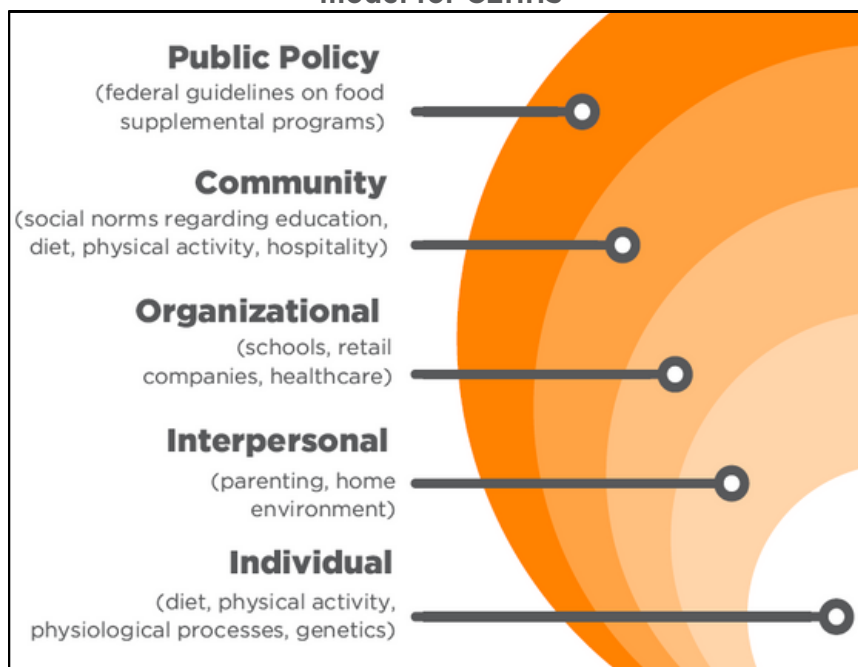 Public Policy
(federal guidelines on food
supplemental programs)
Community
(social norms regarding education,
diet, physical activity, hospitality)
Organizational
(schools, retail
companies, healthcare)
Interpersonal
(parenting, home
environment)
Individual
(diet, physical activity,
physiological processes, genetics)